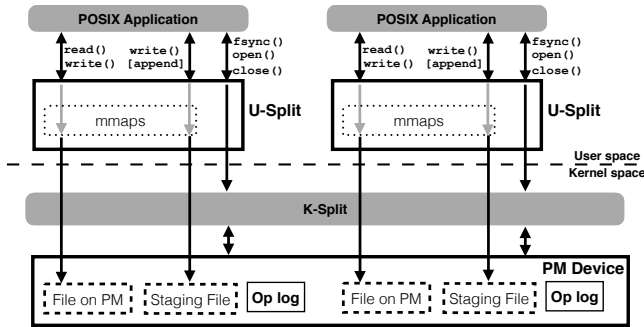 POSIX Application
POSIX Application
read()
write()
write()
[append]
fsync()
open()
close()
read()
write()
write()
[append]
fsync()
open()
close()
mmaps
U-Split
mmaps
U-Split
User space
Kernel space
K-Split
PM Device
File on PM
Staging File
Op log
File on PM
Staging File
Op log